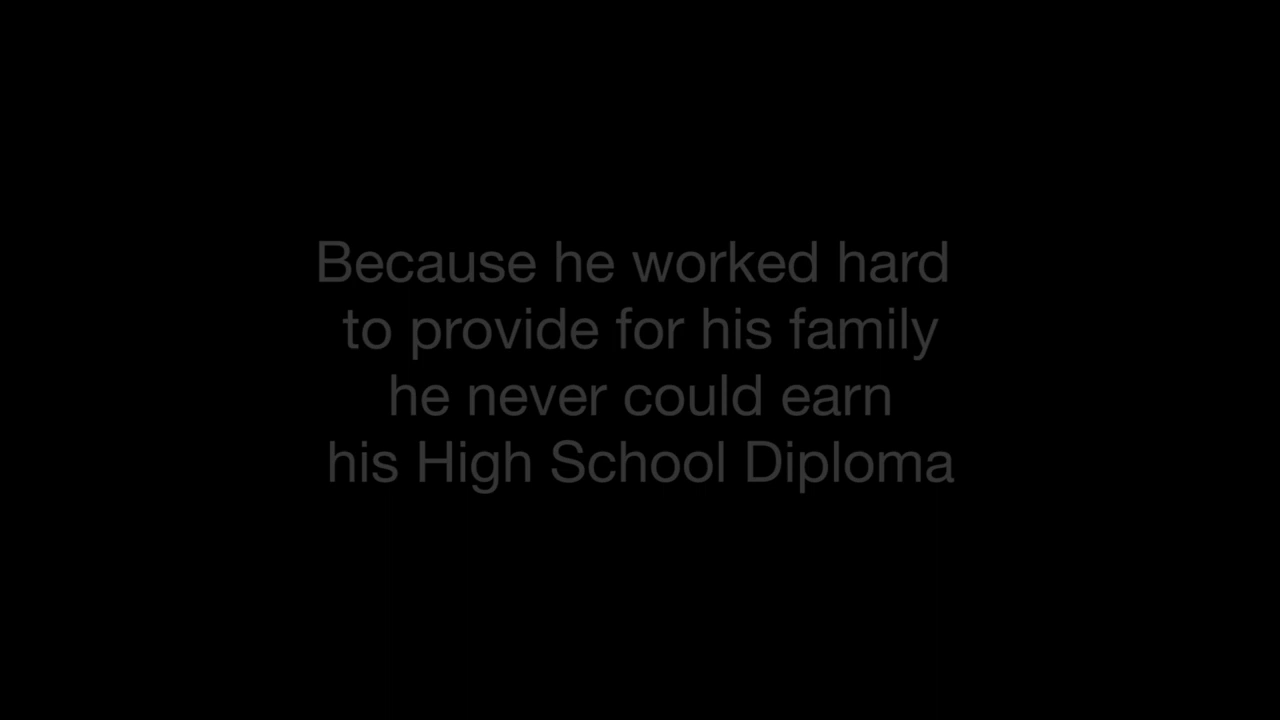 Because he worked hard
to provide for his family
he never could earn
his High School Diploma